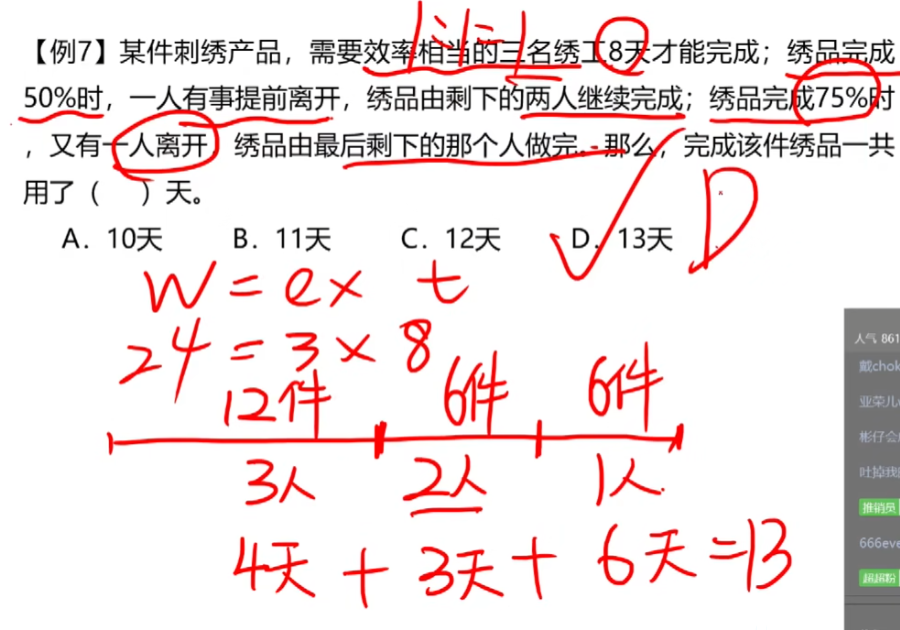 1:1:1
【例7】某件刺绣产品，需要效率相当的三名绣工8天才能完成；绣品完成
50%时，一人有事提前离开，绣品由剩下的两人继续完成；绣品完成75%时
，又有一人离开，绣品由最后剩下的那个人做完。那么，完成该件绣品一共
用了（ ）天。
A．10天 B．11天 C．12天 D．13天 D
W = e × t
24 = 3 × 8
12件 6件 6件
3人 2人 1人
4天 + 3天 + 6天 = 13
人气 861
戴chok
亚荣儿
彬仔会
吐掉我
推销员
666eve
超超粉